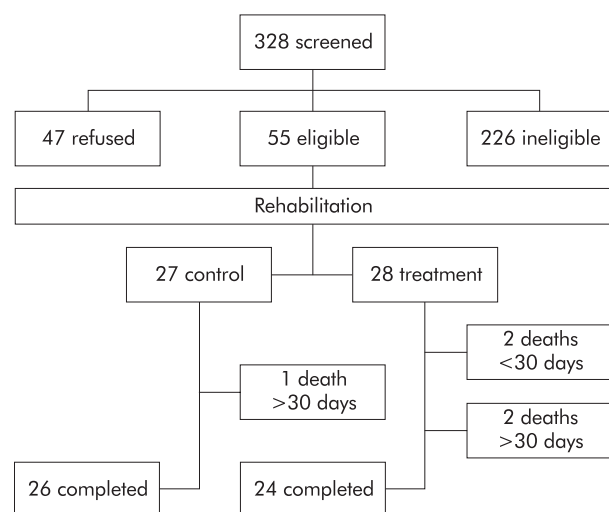 328 screened
47 refused
55 eligible
226 ineligible
Rehabilitation
27 control
28 treatment
2 deaths
<30 days
1 death
>30 days
2 deaths
>30 days
26 completed
24 completed